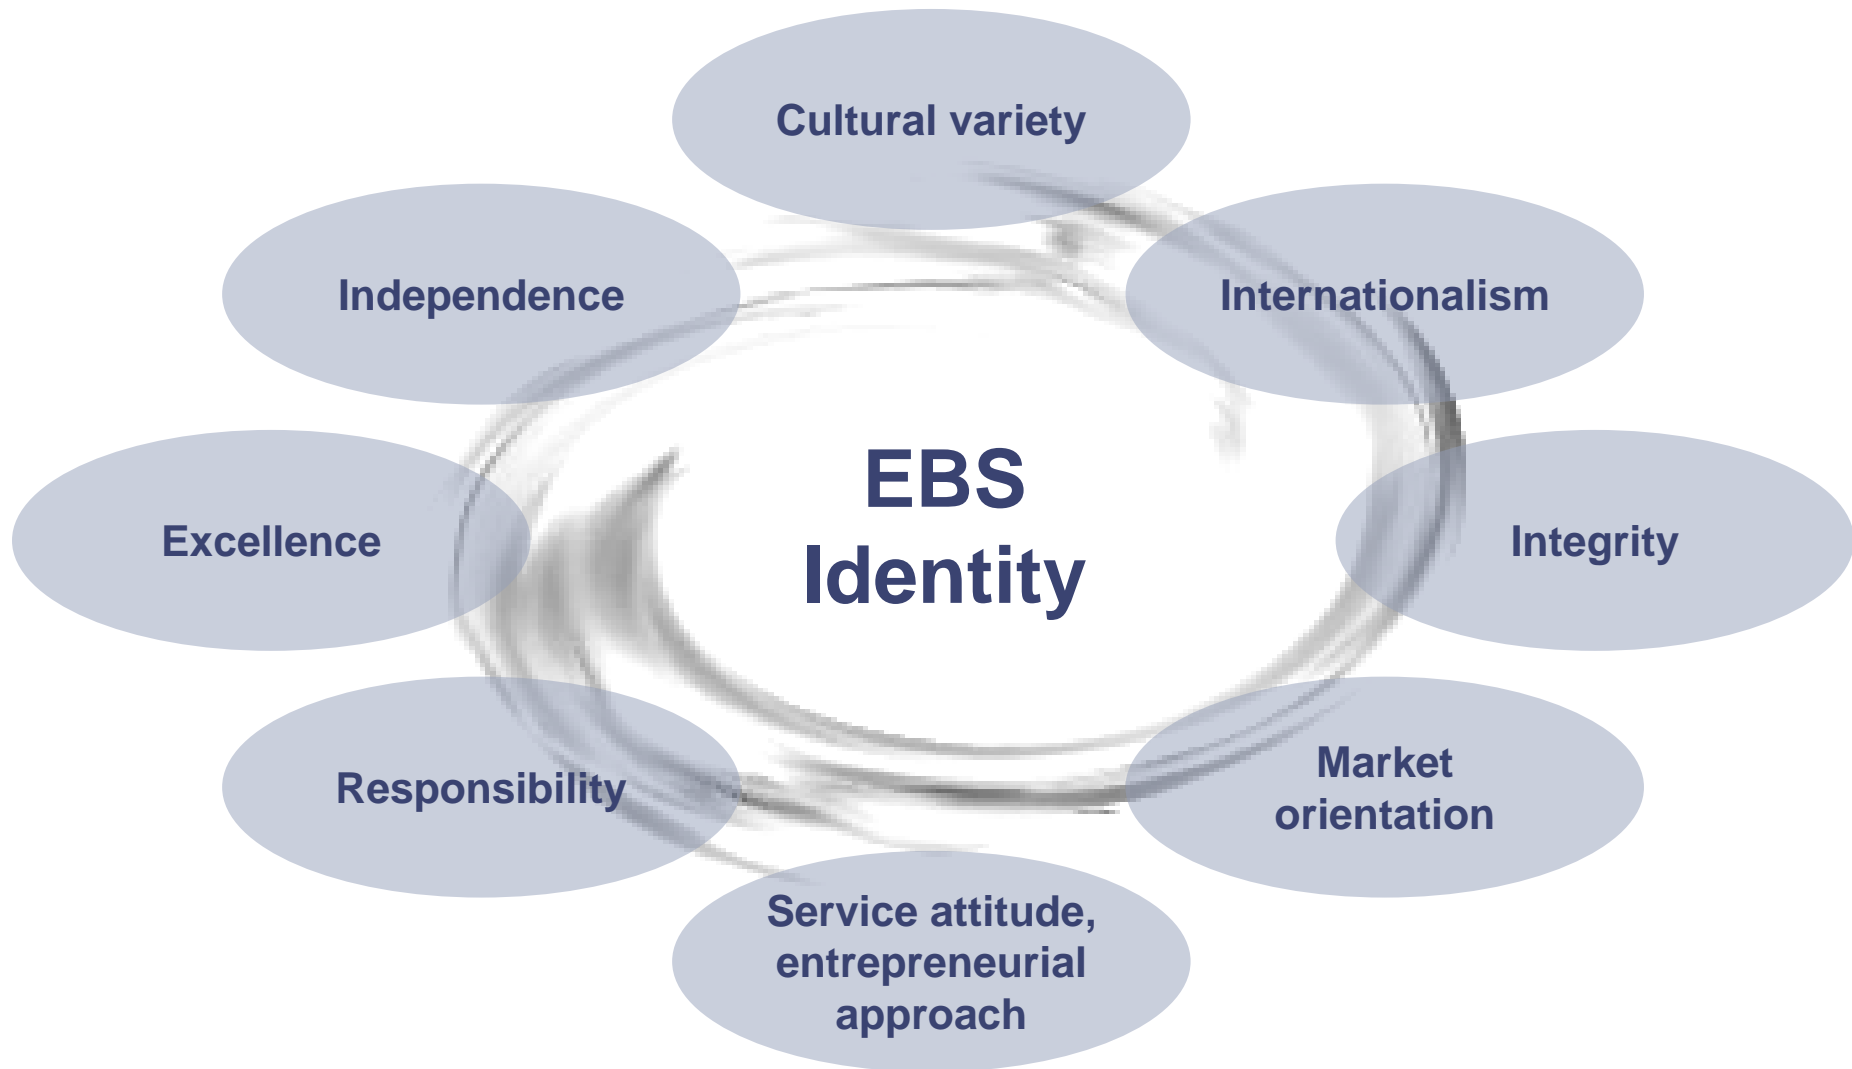 Cultural variety
Independence
Internationalism
EBS
Identity
Excellence
Integrity
Responsibility
Market
orientation
Service attitude,
entrepreneurial
approach